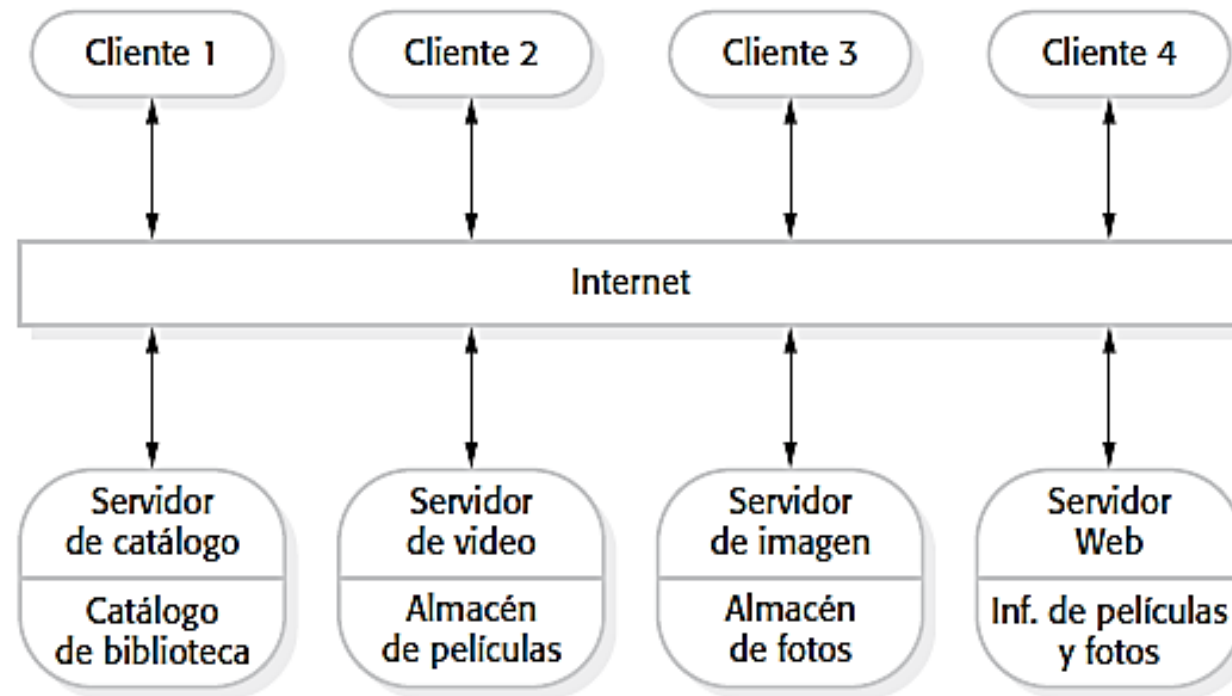 Cliente 1
Cliente 2
Cliente 3
Cliente 4
Internet
Servidor
de catálogo
Catálogo
de biblioteca
Servidor
de video
Almacén
de películas
Servidor
de imagen
Almacén
de fotos
Servidor
Web
Inf. de películas
y fotos